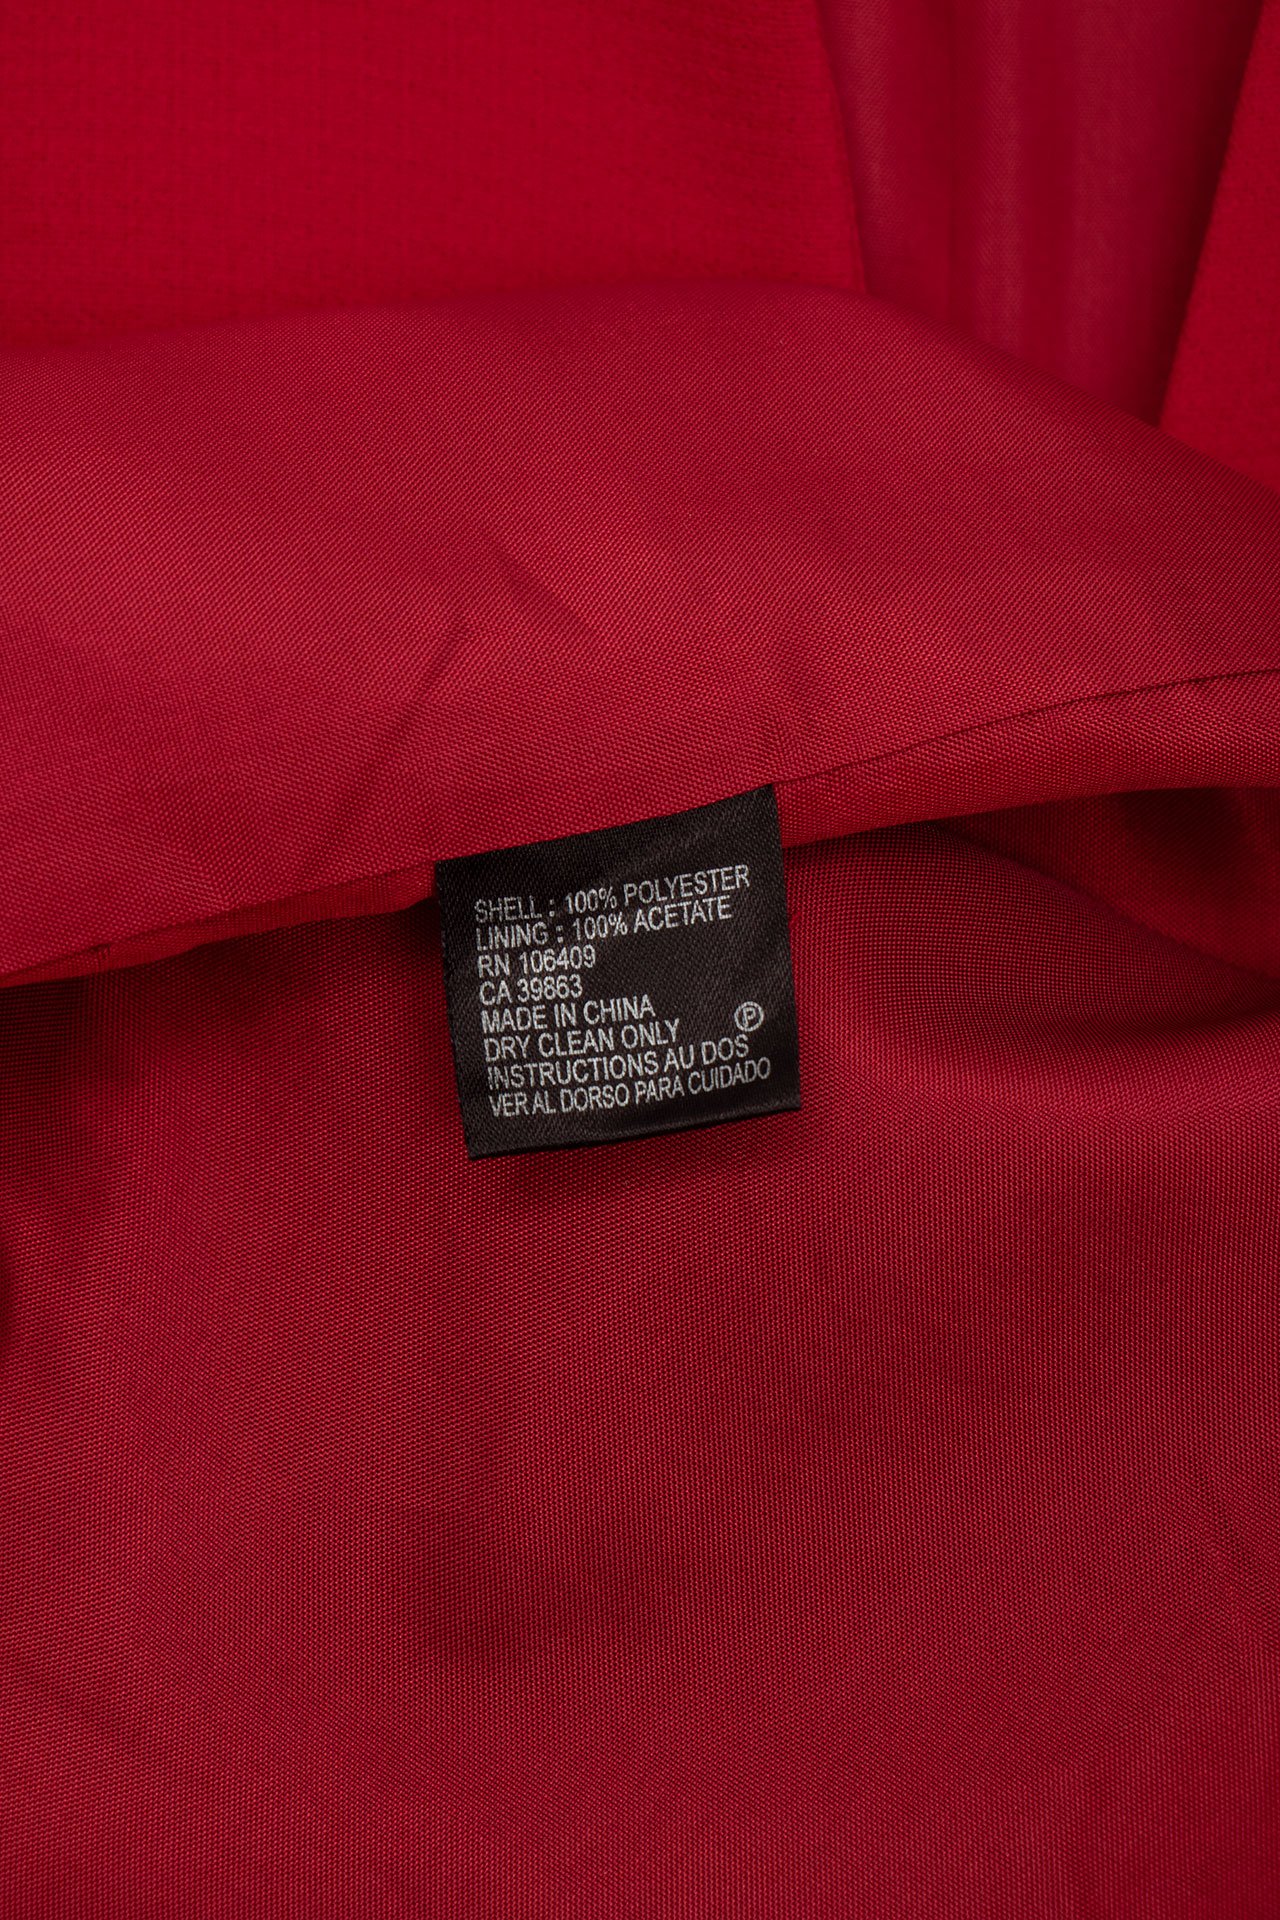 SHELL : 100% POLYESTER
LINING : 100% ACETATE
RN 106409
CA 39863
MADE IN CHINA
DRY CLEAN ONLY Ⓟ
INSTRUCTIONS AU DOS
VER AL DORSO PARA CUIDADO